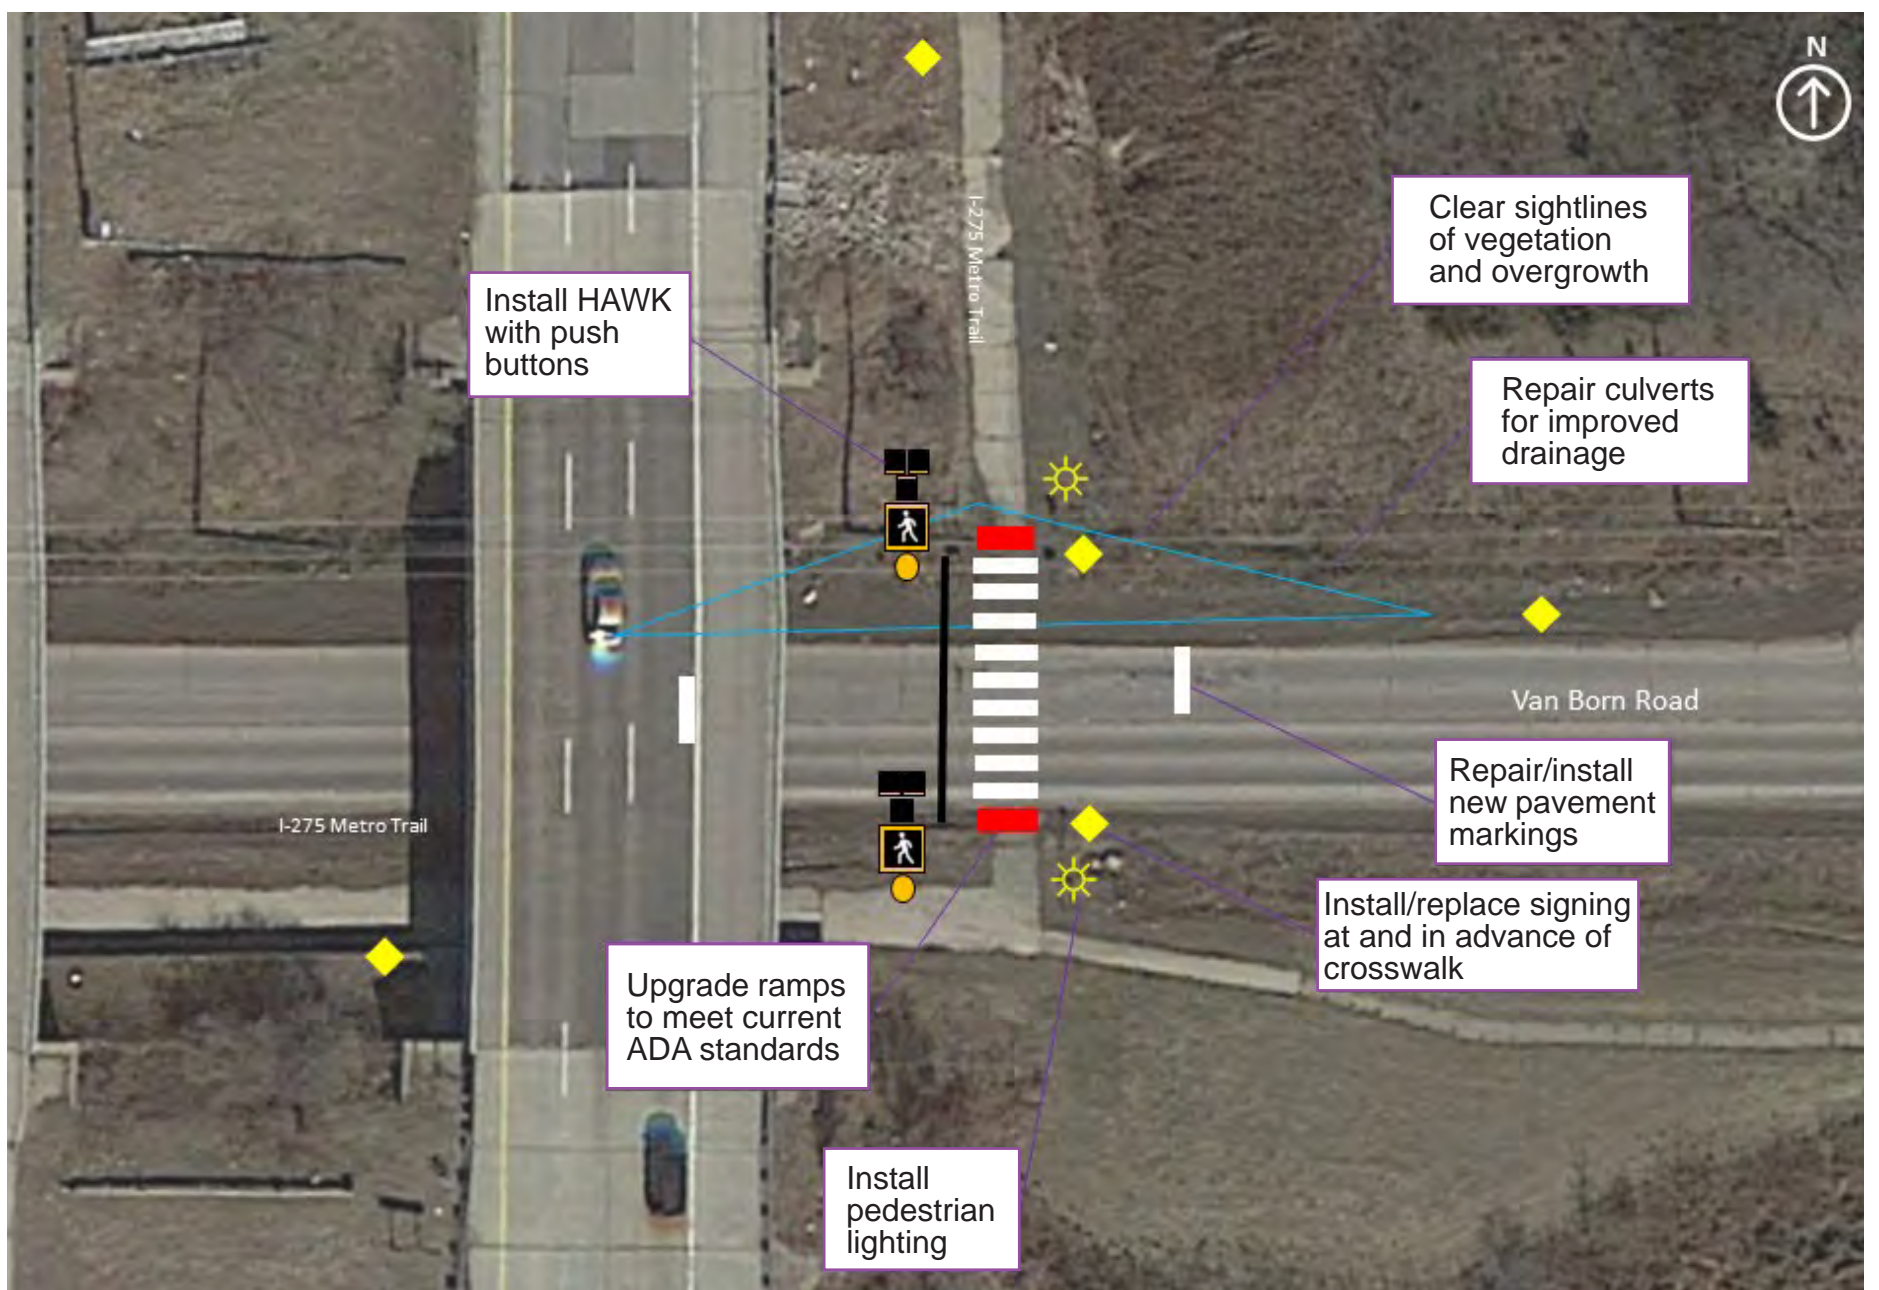 N
Clear sightlines
of vegetation
and overgrowth
I-275 Metro Trail
Install HAWK
with push
buttons
Repair culverts
for improved
drainage
Van Born Road
Repair/install
new pavement
markings
I-275 Metro Trail
Install/replace signing
at and in advance of
crosswalk
Upgrade ramps
to meet current
ADA standards
Install
pedestrian
lighting